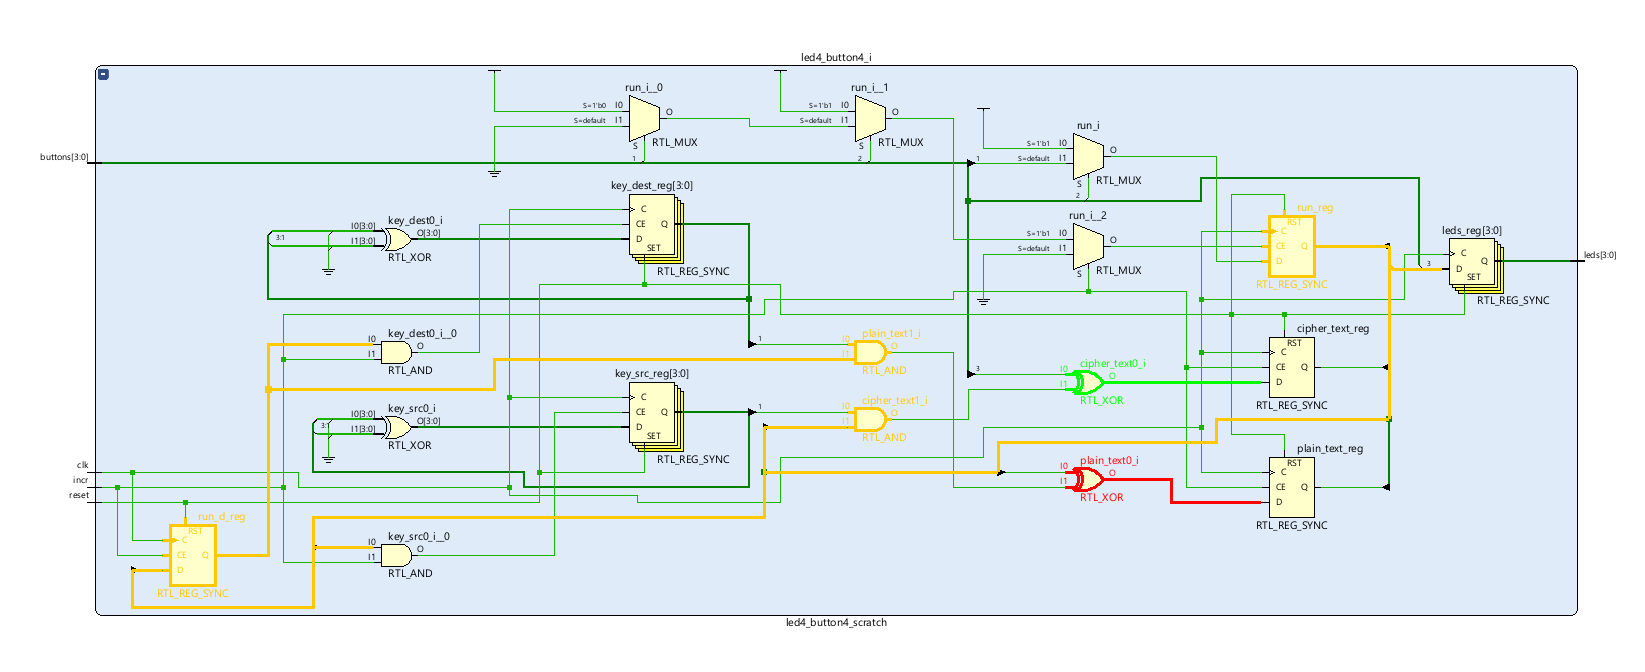 led4_button4_i
run_i__0
S=1'b0 I0
S=default I1
O
S
RTL_MUX
1
run_i__1
S=1'b1 I0
S=default I1
O
S
RTL_MUX
2
run_i
1
S=1'b1 I0
S=default I1
O
S
RTL_MUX
2
buttons[3:0]
key_dest_reg[3:0]
C
CE Q
D
SET
RTL_REG_SYNC
key_dest0_i
I0[3:0]
I1[3:0]
O[3:0]
3:1
RTL_XOR
run_i__2
S=1'b1 I0
S=default I1
O
S
RTL_MUX
run_reg
RST
C
CE Q
D
RTL_REG_SYNC
leds_reg[3:0]
C
3
D Q
SET
RTL_REG_SYNC
leds[3:0]
key_dest0_i__0
I0
I1
O
RTL_AND
1
plain_text1_i
I0
I1
O
RTL_AND
cipher_text_reg
RST
C
CE Q
D
RTL_REG_SYNC
3
cipher_text0_i
I0
I1
O
RTL_XOR
key_src_reg[3:0]
C
CE Q
D
SET
RTL_REG_SYNC
key_src0_i
I0[3:0]
I1[3:0]
O[3:0]
3:1
RTL_XOR
1
cipher_text1_i
I0
I1
O
RTL_AND
plain_text_reg
RST
C
CE Q
D
RTL_REG_SYNC
plain_text0_i
I0
I1
O
RTL_XOR
clk
incr
reset
run_d_reg
RST
C
CE Q
D
RTL_REG_SYNC
key_src0_i__0
I0
I1
O
RTL_AND
led4_button4_scratch